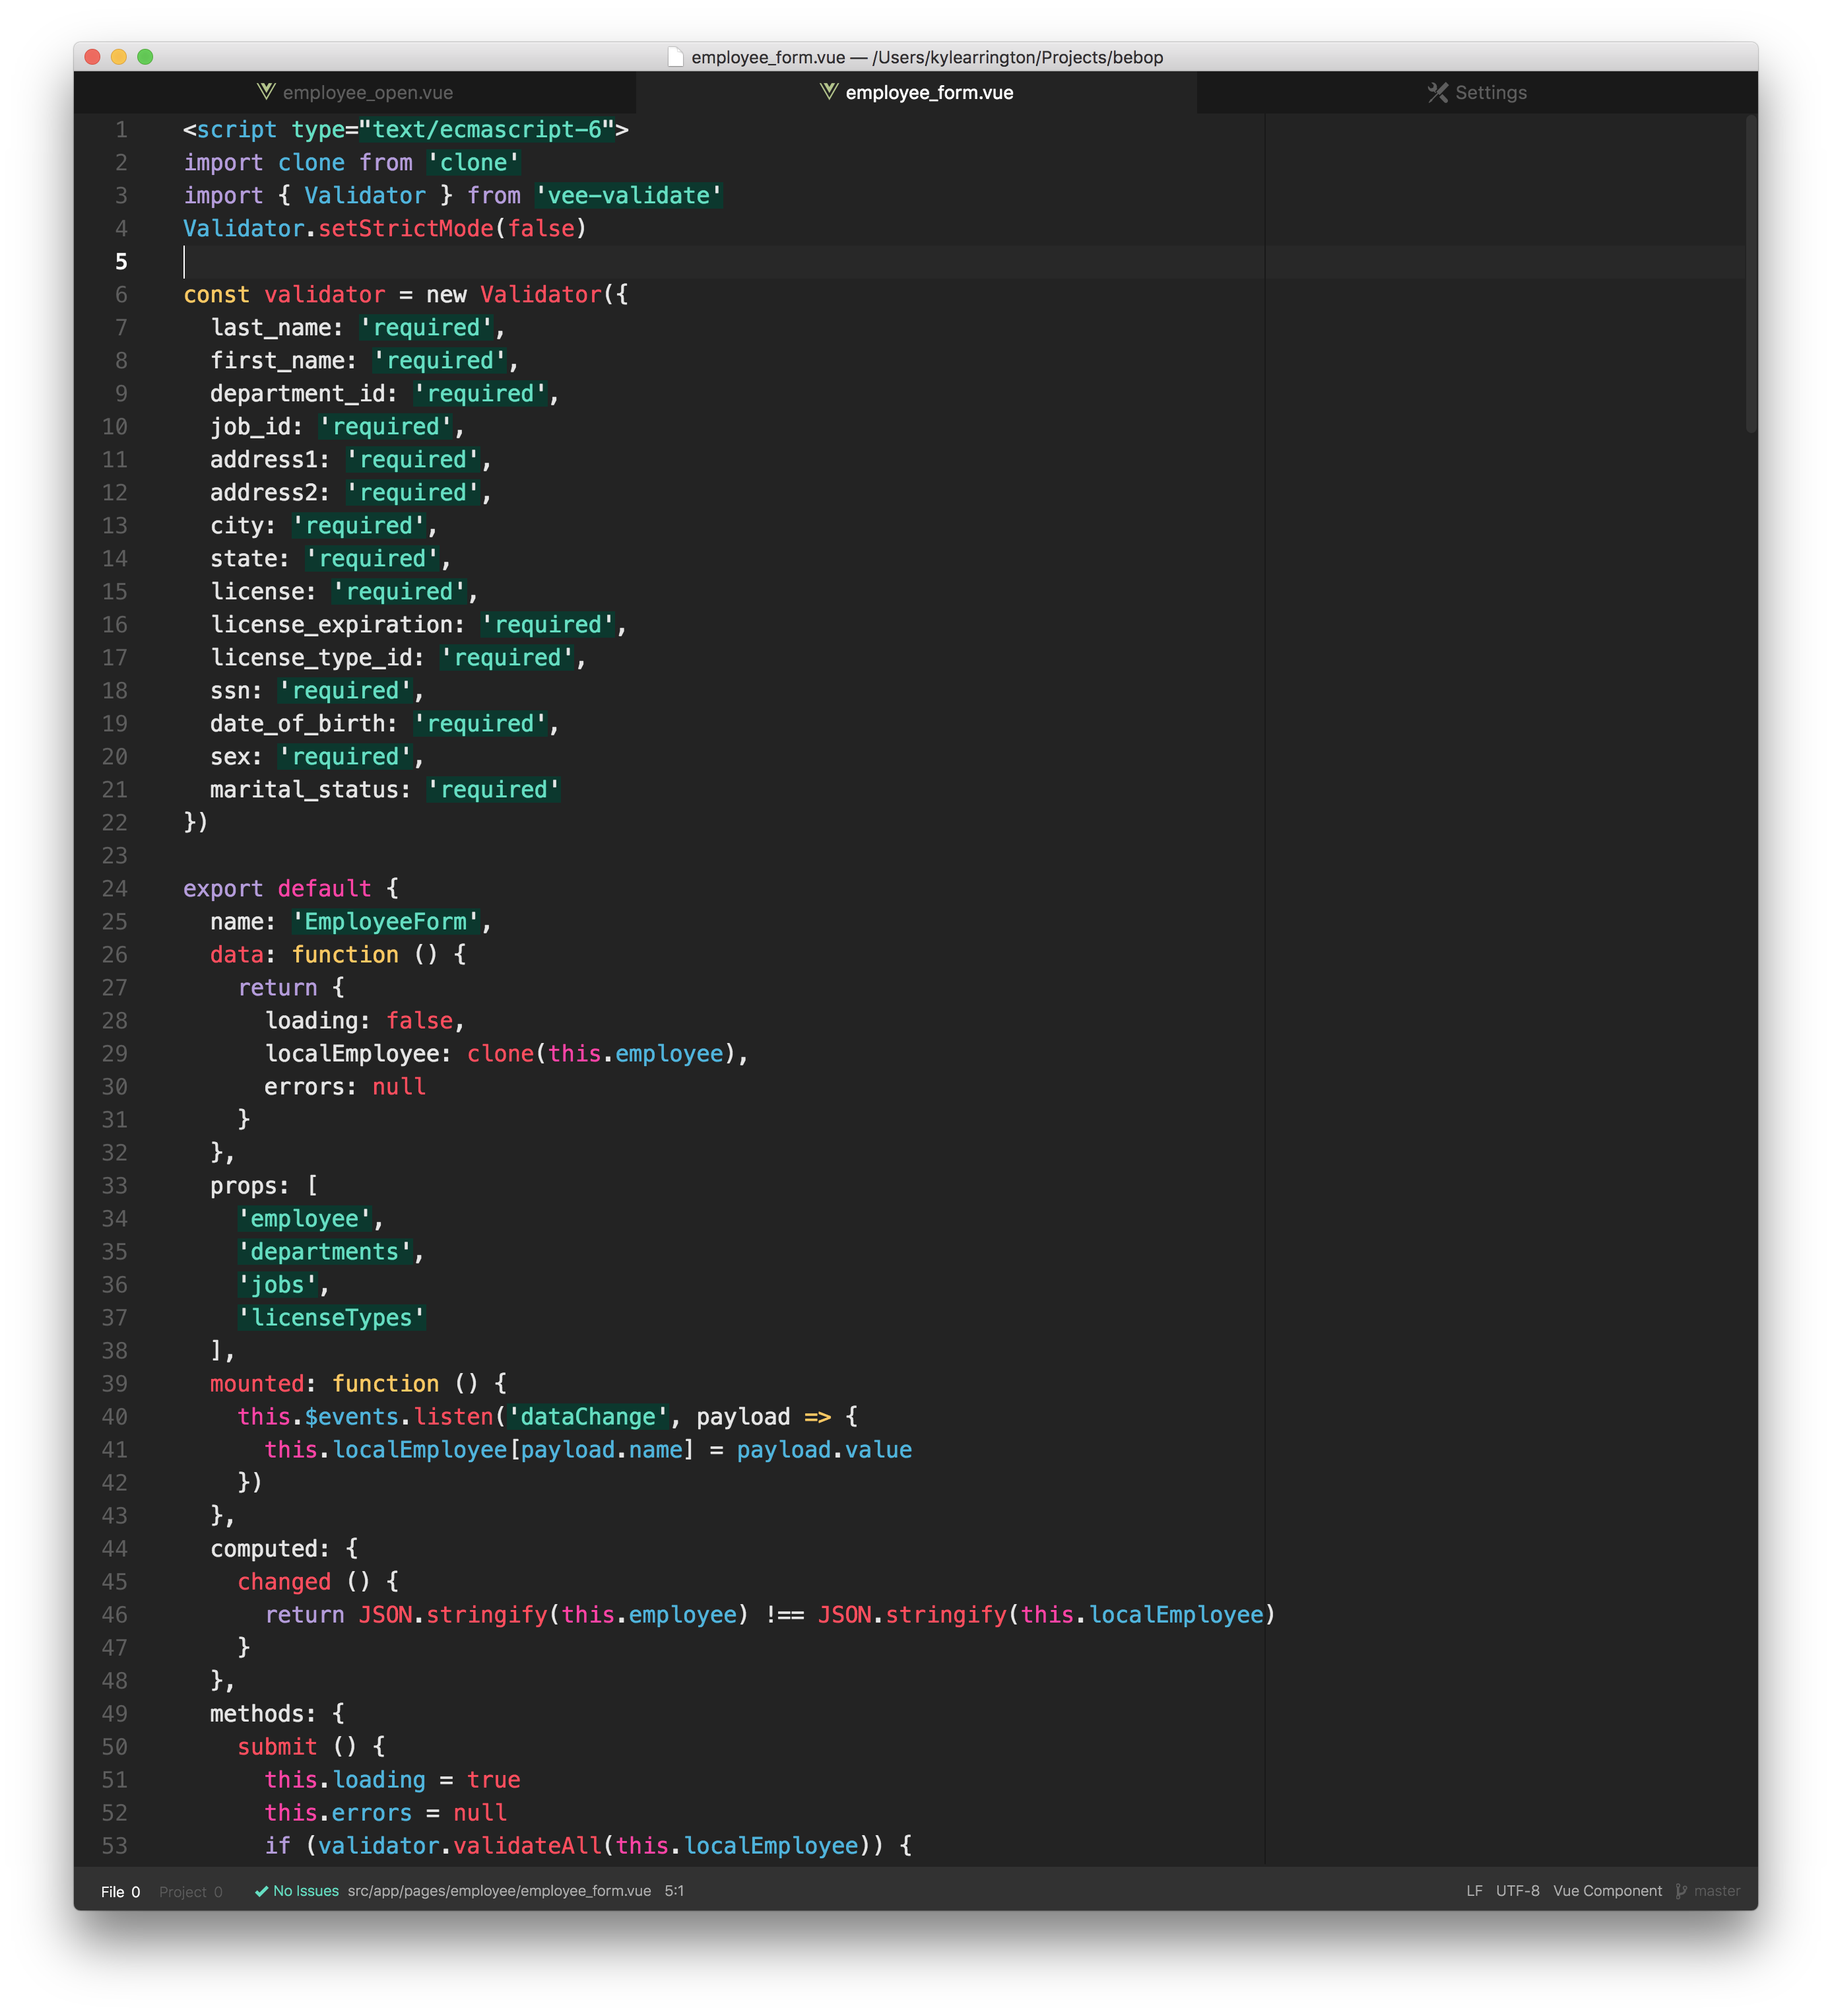 employee_form.vue — /Users/kylearrington/Projects/bebop
employee_open.vue employee_form.vue Settings
1 <script type="text/ecmascript-6">
2 import clone from 'clone'
3 import { Validator } from 'vee-validate'
4 Validator.setStrictMode(false)
5
6 const validator = new Validator({
7   last_name: 'required',
8   first_name: 'required',
9   department_id: 'required',
10   job_id: 'required',
11   address1: 'required',
12   address2: 'required',
13   city: 'required',
14   state: 'required',
15   license: 'required',
16   license_expiration: 'required',
17   license_type_id: 'required',
18   ssn: 'required',
19   date_of_birth: 'required',
20   sex: 'required',
21   marital_status: 'required'
22 })
23
24 export default {
25   name: 'EmployeeForm',
26   data: function () {
27     return {
28       loading: false,
29       localEmployee: clone(this.employee),
30       errors: null
31     }
32   },
33   props: [
34     'employee',
35     'departments',
36     'jobs',
37     'licenseTypes'
38   ],
39   mounted: function () {
40     this.$events.listen('dataChange', payload => {
41       this.localEmployee[payload.name] = payload.value
42     })
43   },
44   computed: {
45     changed () {
46       return JSON.stringify(this.employee) !== JSON.stringify(this.localEmployee)
47     }
48   },
49   methods: {
50     submit () {
51       this.loading = true
52       this.errors = null
53       if (validator.validateAll(this.localEmployee)) {
File 0 Project 0 No Issues src/app/pages/employee/employee_form.vue 5:1 LF UTF-8 Vue Component master